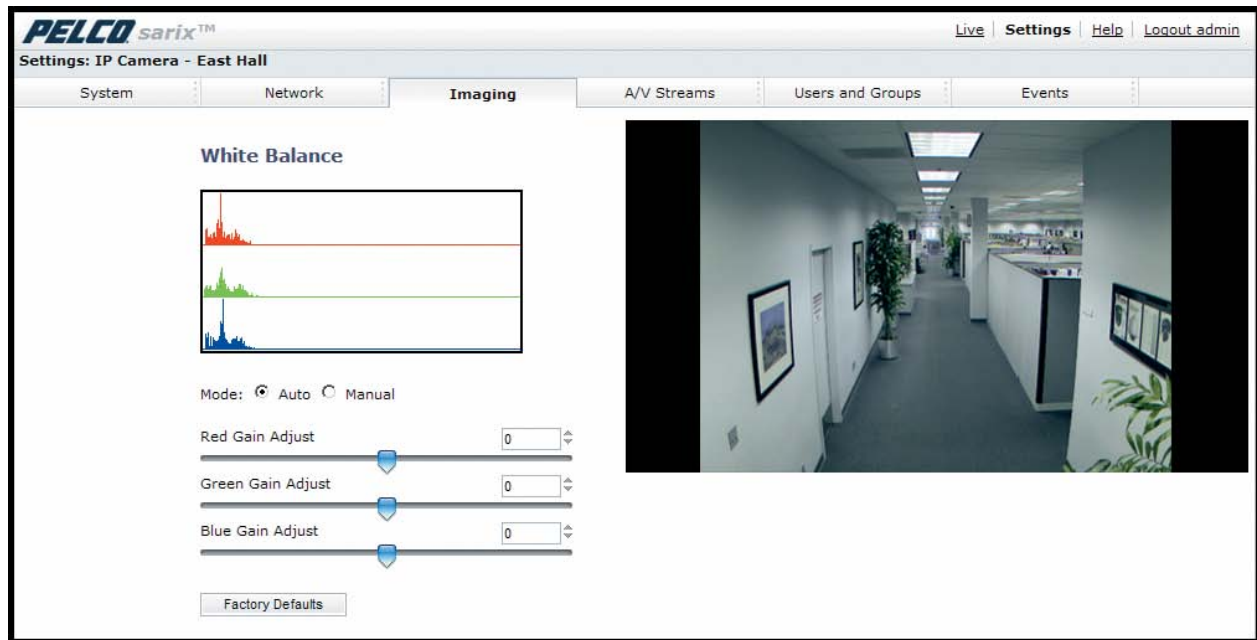 PELCO sarix™
Live | Settings | Help | Logout admin
Settings: IP Camera - East Hall
System Network Imaging A/V Streams Users and Groups Events
White Balance
Mode: Auto Manual
Red Gain Adjust 0
Green Gain Adjust 0
Blue Gain Adjust 0
Factory Defaults